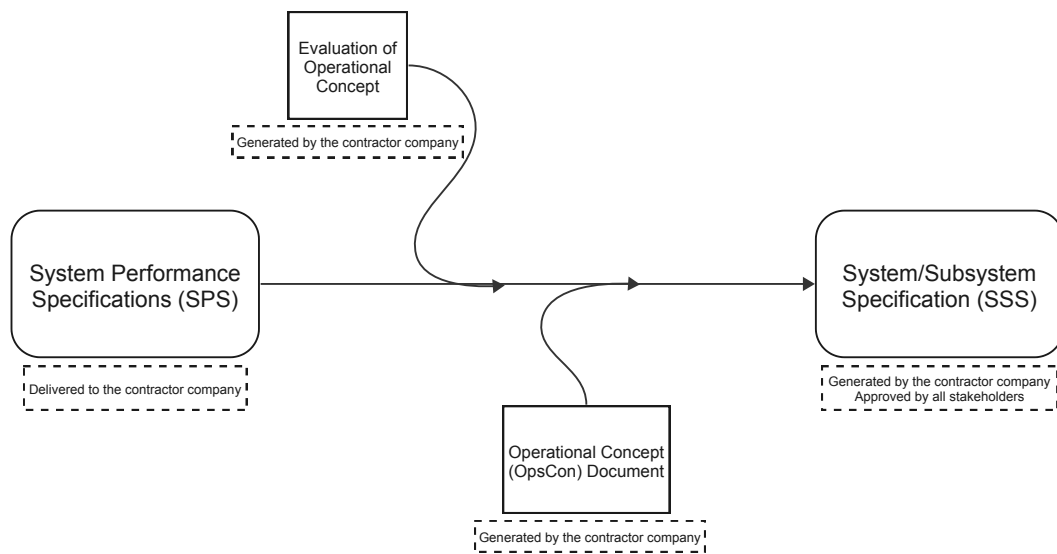 Evaluation of
Operational
Concept
Generated by the contractor company
System Performance
Specifications (SPS)
Delivered to the contractor company
System/Subsystem
Specification (SSS)
Generated by the contractor company
Approved by all stakeholders
Operational Concept
(OpsCon) Document
Generated by the contractor company